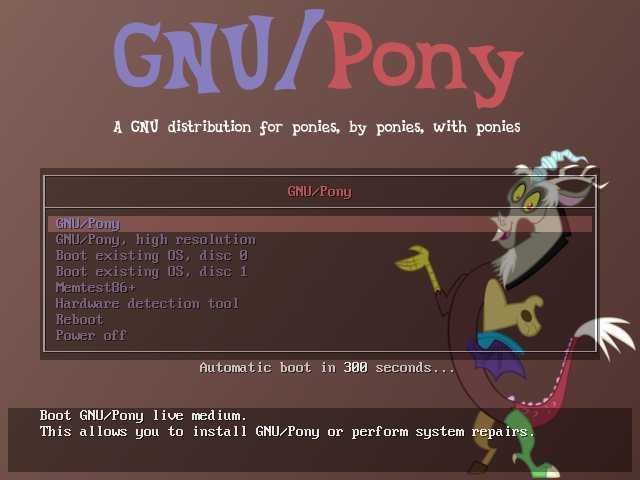 GNU/Pony
A GNU distribution for ponies, by ponies, with ponies
GNU/Pony
GNU/Pony
GNU/Pony, high resolution
Boot existing OS, disc 0
Boot existing OS, disc 1
Memtest86+
Hardware detection tool
Reboot
Power off
Automatic boot in 300 seconds...
Boot GNU/Pony live medium.
This allows you to install GNU/Pony or perform system repairs.